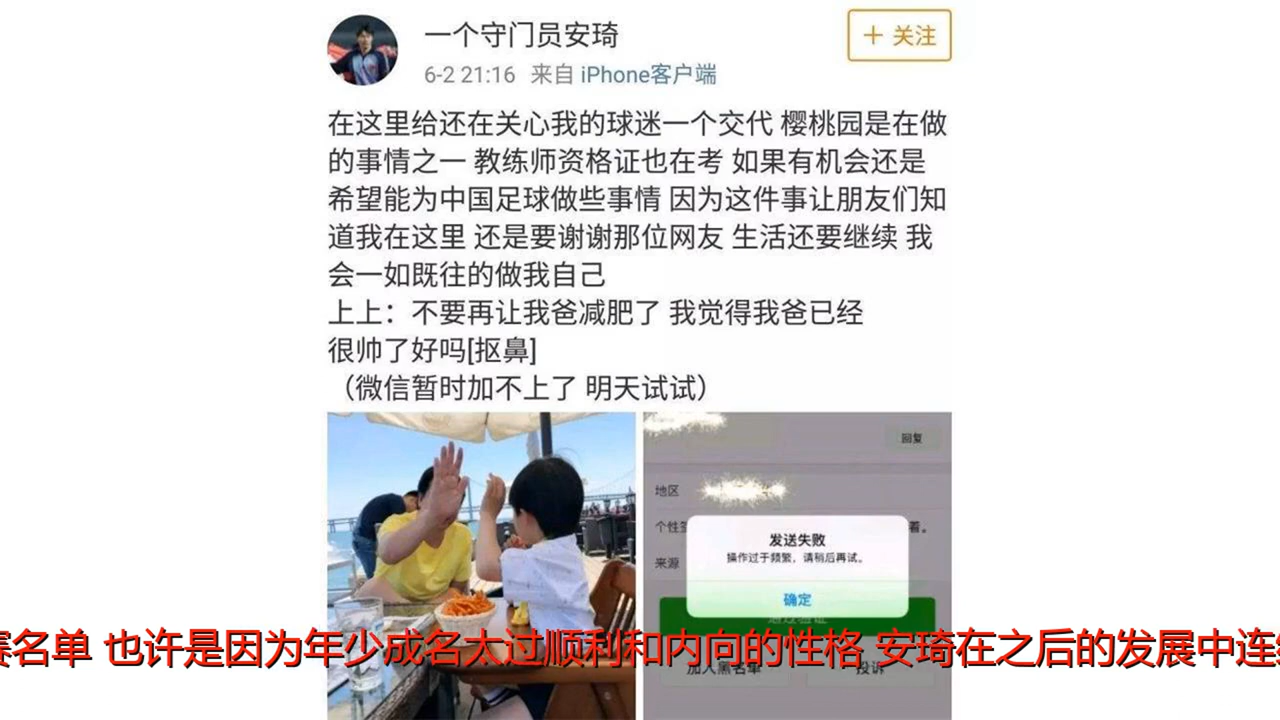 一个守门员安琦
+ 关注
6-2 21:16 来自 iPhone客户端
在这里给还在关心我的球迷一个交代 樱桃园是在做
的事情之一 教练师资格证也在考 如果有机会还是
希望能为中国足球做些事情 因为这件事让朋友们知
道我在这里 还是要谢谢那位网友 生活还要继续 我
会一如既往的做我自己
上上：不要再让我爸减肥了 我觉得我爸已经
很帅了好吗[抠鼻]
（微信暂时加不上了 明天试试）
回复
地区
个性
着。
来源
发送失败
操作过于频繁，请稍后再试。
确定
通过验证
赛名单 也许是因为年少成名太过顺利和内向的性格 安琦在之后的发展中连
加入黑名单
投诉